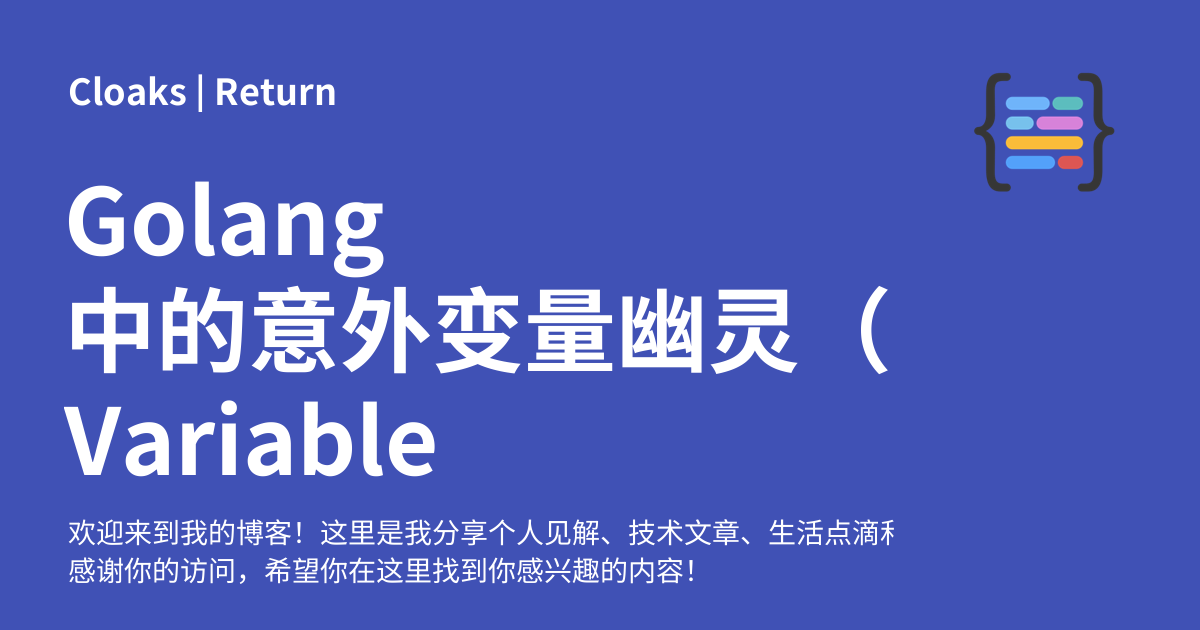 Cloaks | Return
Golang
中的意外变量幽灵（
Variable
欢迎来到我的博客！这里是我分享个人见解、技术文章、生活点滴和
感谢你的访问，希望你在这里找到你感兴趣的内容！